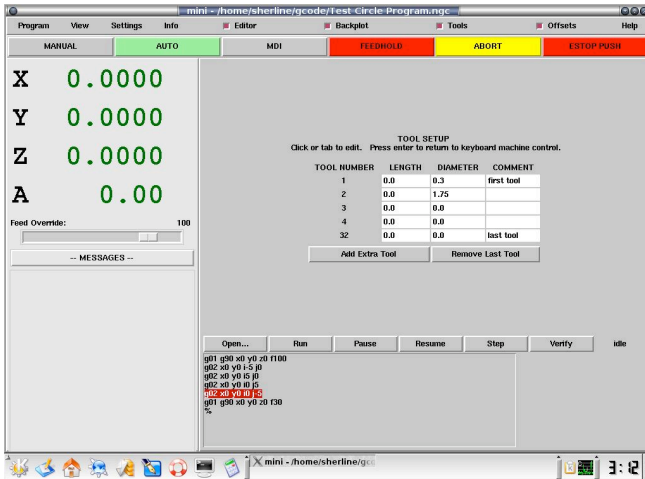 mini - /home/sherline/gcode/Test Circle Program.ngc
Program View Settings Info Editor Backplot Tools Offsets Help
MANUAL AUTO MDI FEEDHOLD ABORT ESTOP PUSH
X 0.0000
Y 0.0000
Z 0.0000
A 0.00
Feed Override: 100
-- MESSAGES --
TOOL SETUP
Click or tab to edit. Press enter to return to keyboard machine control.
TOOL NUMBER LENGTH DIAMETER COMMENT
1 0.0 0.3 first tool
2 0.0 1.75
3 0.0 0.0
4 0.0 0.0
32 0.0 0.0 last tool
Add Extra Tool Remove Last Tool
Open... Run Pause Resume Step Verify idle
g01 g90 x0 y0 z0 f100
g02 x0 y0 i-5 j0
g02 x0 y0 i5 j0
g02 x0 y0 i0 j5
g02 x0 y0 i0 j-5
g01 g90 x0 y0 z0 f30
%
mini - /home/sherline/gco
3:12